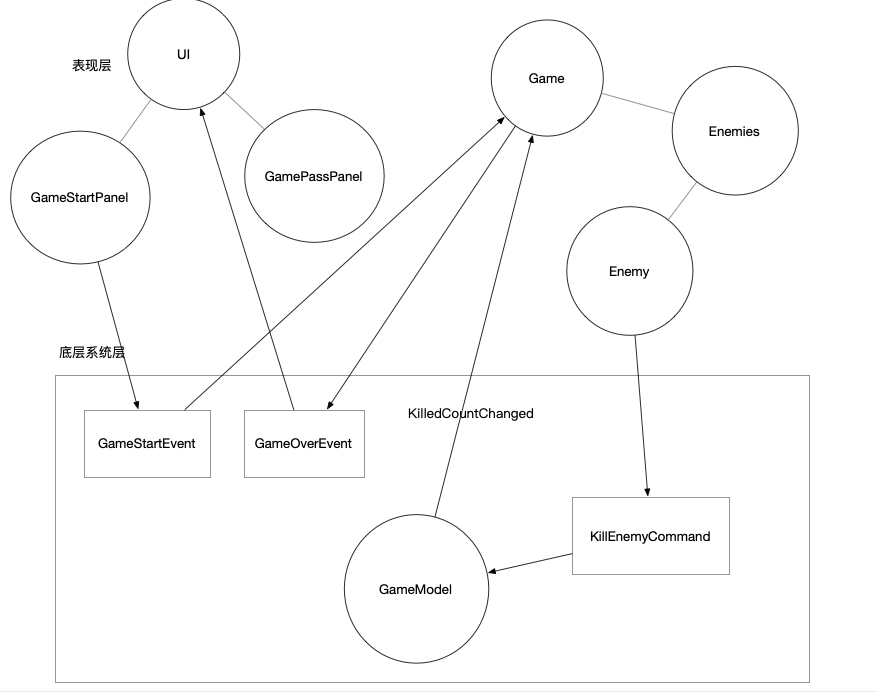 UI
表现层
Game
Enemies
GamePassPanel
GameStartPanel
Enemy
底层系统层
KilledCountChanged
GameStartEvent
GameOverEvent
KillEnemyCommand
GameModel